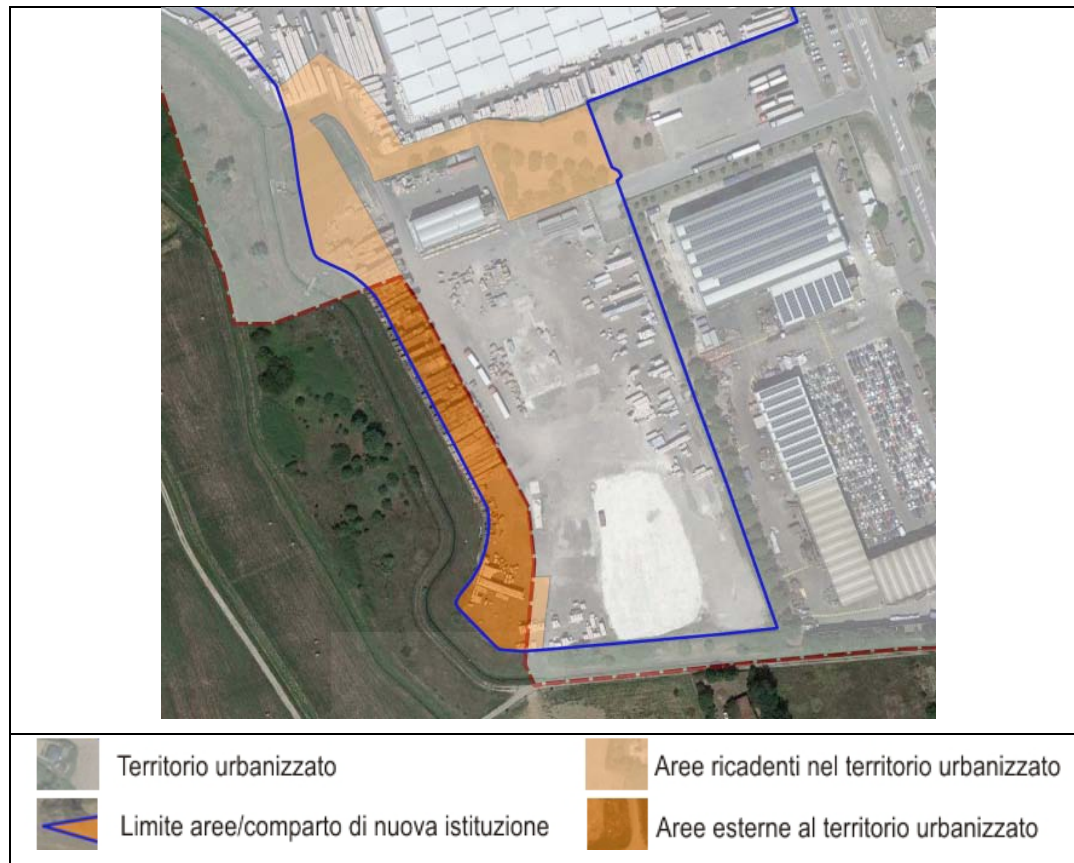 Territorio urbanizzato
Aree ricadenti nel territorio urbanizzato
Limite aree/comparto di nuova istituzione
Aree esterne al territorio urbanizzato